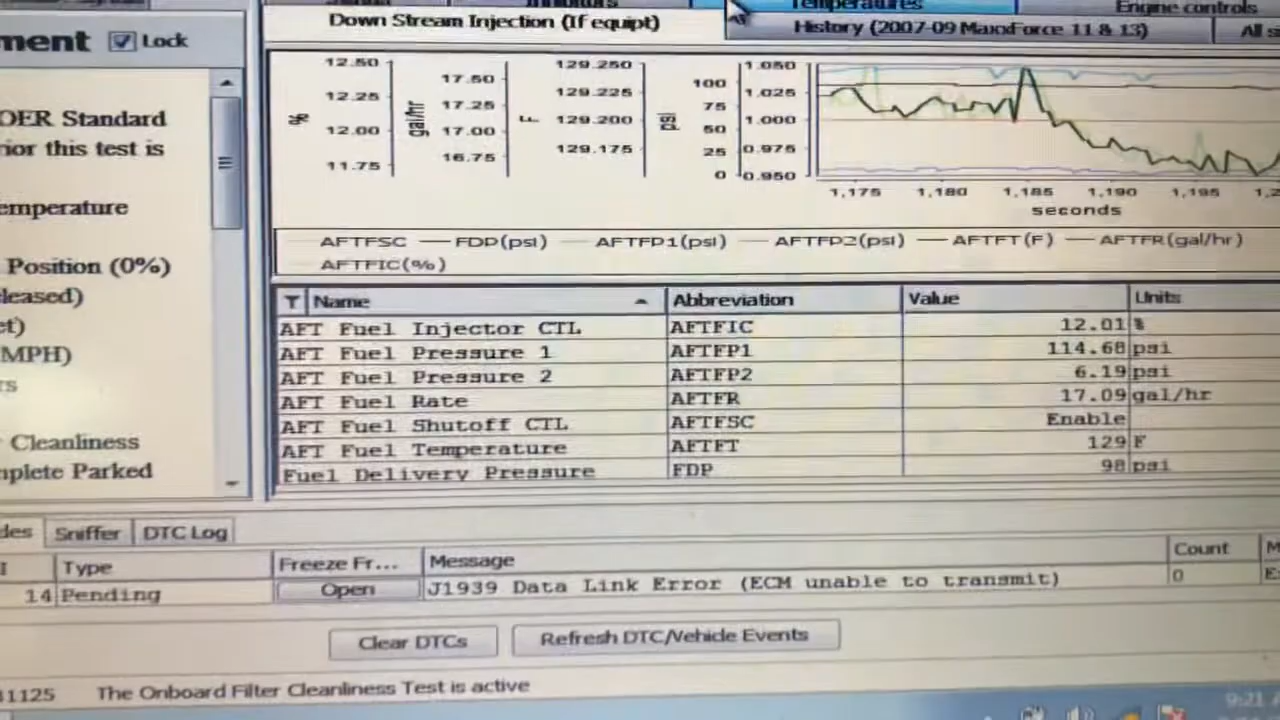 Temperatures
Engine controls
Down Stream Injection (If equipt)
History (2007-09 MaxxForce 11 & 13)
ment Lock
OER Standard
rior this test is
emperature
Position (0%)
leased)
et)
MPH)
rs
Cleanliness
mplete Parked
12.50
12.25
12.00
11.75
%
17.50
17.25
17.00
16.75
gal/hr
129.250
129.225
129.200
129.175
F
100
75
50
25
0
psi
1.050
1.025
1.000
0.975
0.950
1,175 1,180 1,185 1,190 1,195 1,2
seconds
AFTFSC FDP(psi) AFTFP1(psi) AFTFP2(psi) AFTFT(F) AFTFR(gal/hr)
AFTFIC(%)
Name Abbreviation Value Units
AFT Fuel Injector CTL AFTFIC 12.01 %
AFT Fuel Pressure 1 AFTFP1 114.68 psi
AFT Fuel Pressure 2 AFTFP2 6.19 psi
AFT Fuel Rate AFTFR 17.09 gal/hr
AFT Fuel Shutoff CTL AFTFSC Enable
AFT Fuel Temperature AFTFT 129 F
Fuel Delivery Pressure FDP 98 psi
des Sniffer DTC Log
I Type Freeze Fr... Message Count M
14 Pending Open J1939 Data Link Error (ECM unable to transmit) 0 E
Clear DTCs Refresh DTC/Vehicle Events
1125 The Onboard Filter Cleanliness Test is active
9:21